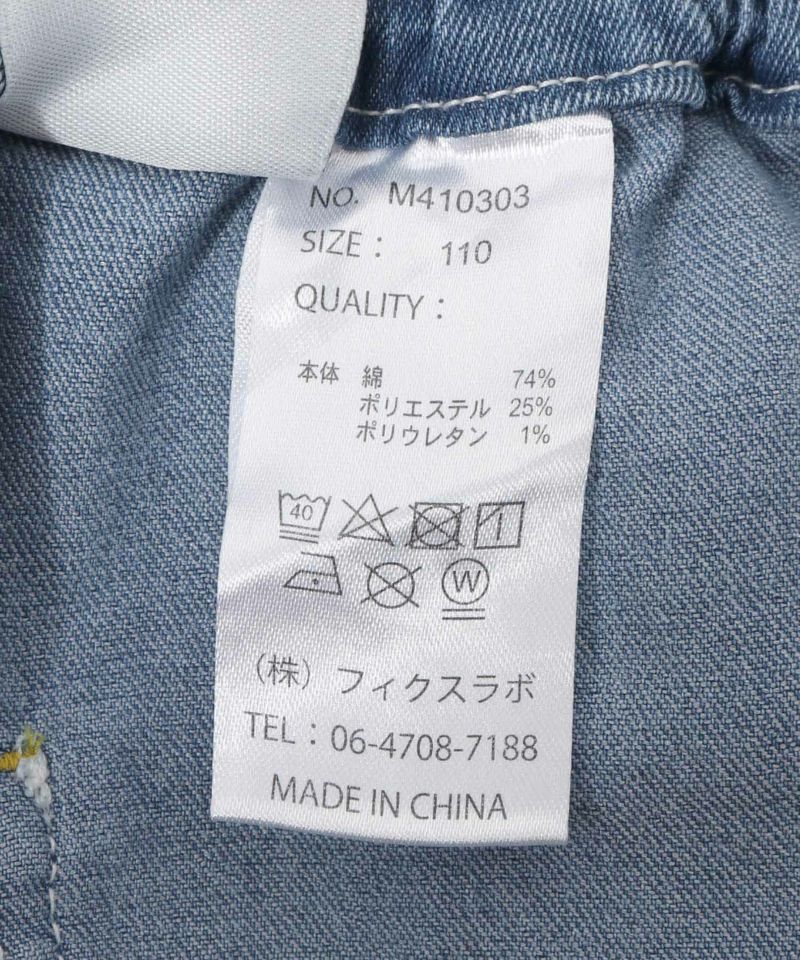 NO. M410303
SIZE： 110
QUALITY：
本体 綿 74%
ポリエステル 25%
ポリウレタン 1%
40
W
（株）フィクスラボ
TEL：06-4708-7188
MADE IN CHINA